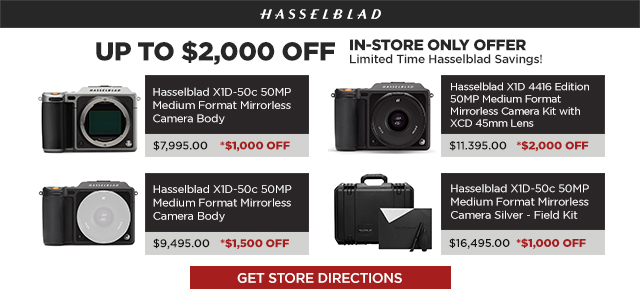 HASSELBLAD
UP TO $2,000 OFF
IN-STORE ONLY OFFER
Limited Time Hasselblad Savings!
HASSELBLAD
Hasselblad X1D-50c 50MP
Medium Format Mirrorless
Camera Body
$7,995.00 *$1,000 OFF
HASSELBLAD
Hasselblad X1D 4416 Edition
50MP Medium Format
Mirrorless Camera Kit with
XCD 45mm Lens
$11.395.00 *$2,000 OFF
HASSELBLAD
Hasselblad X1D-50c 50MP
Medium Format Mirrorless
Camera Body
$9,495.00 *$1,500 OFF
Hasselblad X1D-50c 50MP
Medium Format Mirrorless
Camera Silver - Field Kit
$16,495.00 *$1,000 OFF
GET STORE DIRECTIONS